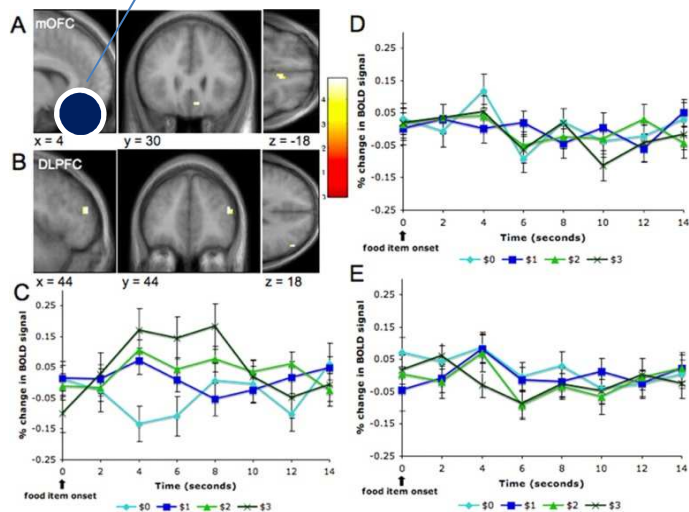 A
mOFC
x = 4
y = 30
z = -18
4
3
2
1
B
DLPFC
x = 44
y = 44
z = 18
C
% change in BOLD signal
0.25
0.15
0.05
-0.05
-0.15
-0.25
0 2 4 6 8 10 12 14
Time (seconds)
food item onset
$0 $1 $2 $3
D
% change in BOLD signal
0.25
0.15
0.05
-0.05
-0.15
-0.25
0 2 4 6 8 10 12 14
Time (seconds)
food item onset
$0 $1 $2 $3
E
% change in BOLD signal
0.25
0.15
0.05
-0.05
-0.15
-0.25
0 2 4 6 8 10 12 14
Time (seconds)
food item onset
$0 $1 $2 $3